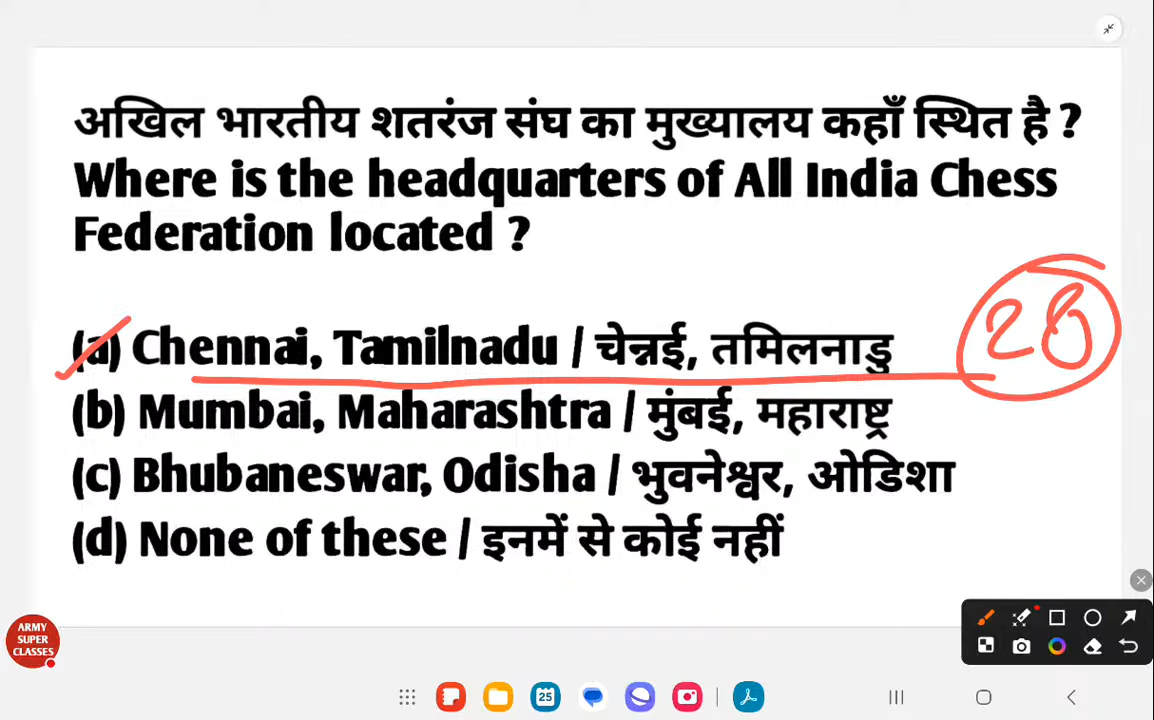 अखिल भारतीय शतरंज संघ का मुख्यालय कहाँ स्थित है ?
Where is the headquarters of All India Chess
Federation located ?
(a) Chennai, Tamilnadu / चेन्नई, तमिलनाडु
28
(b) Mumbai, Maharashtra / मुंबई, महाराष्ट्र
(c) Bhubaneswar, Odisha / भुवनेश्वर, ओडिशा
(d) None of these / इनमें से कोई नहीं
ARMY
SUPER
CLASSES
25